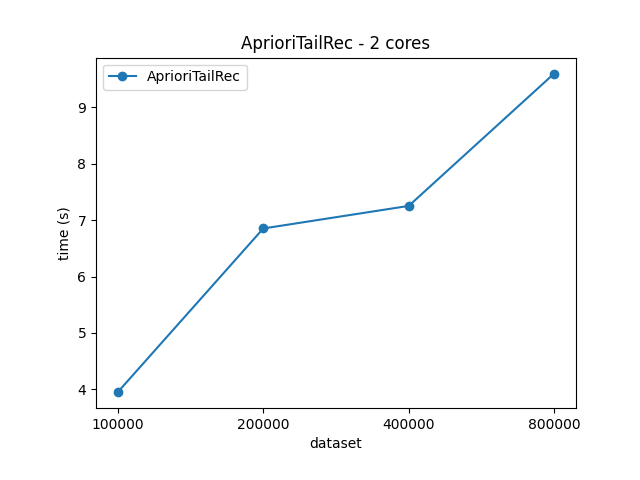 AprioriTailRec - 2 cores
AprioriTailRec
time (s)
9
8
7
6
5
4
100000 200000 400000 800000
dataset